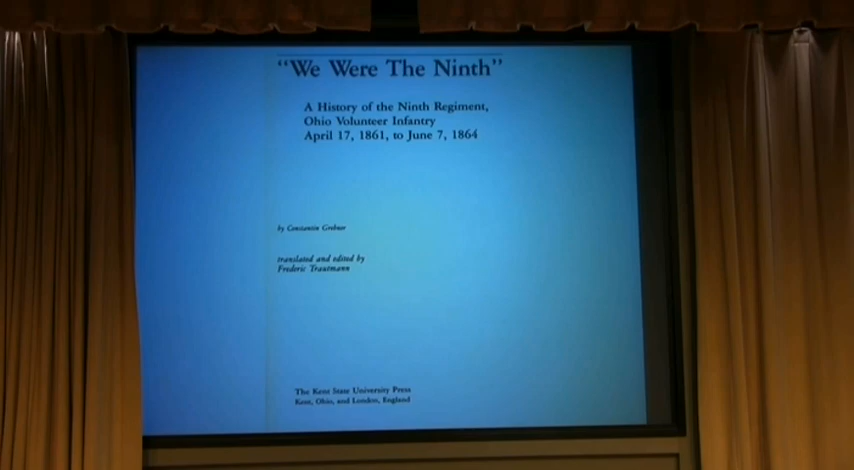 "We Were The Ninth"
A History of the Ninth Regiment,
Ohio Volunteer Infantry
April 17, 1861, to June 7, 1864
by Constantin Grebner
translated and edited by
Frederic Trautmann
The Kent State University Press
Kent, Ohio, and London, England